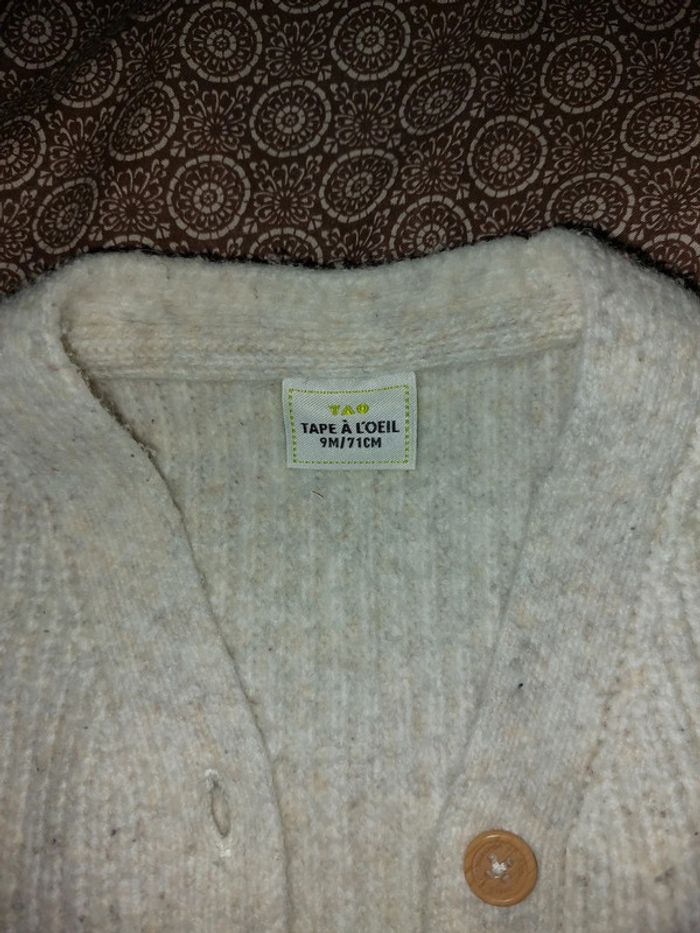 TAO
TAPE À L'OEIL
9M/71CM